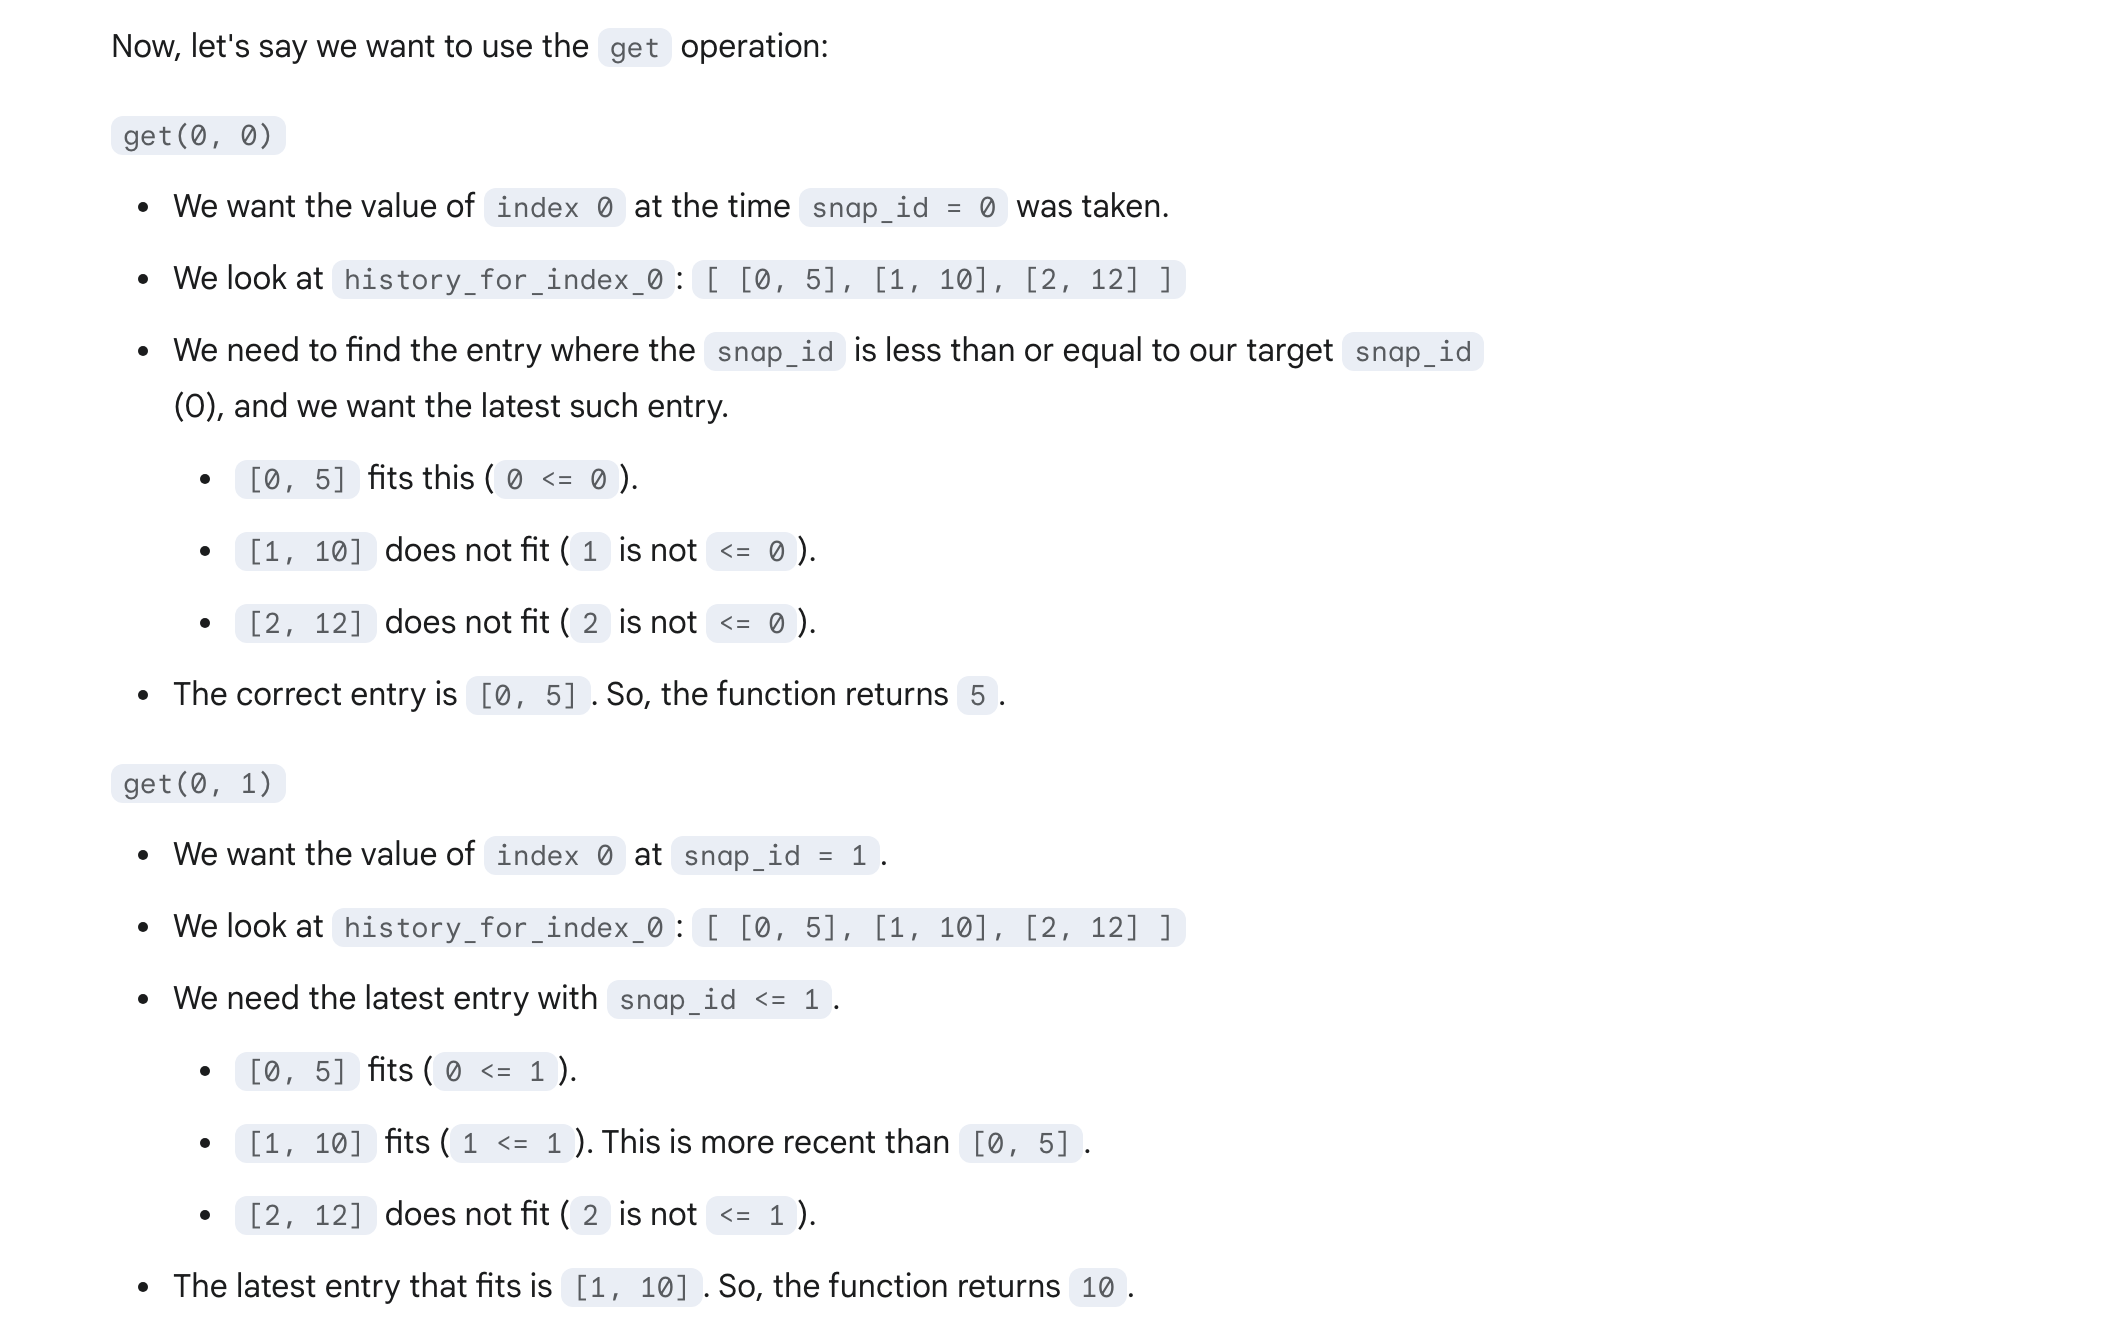 Now, let's say we want to use the get operation:
get(0, 0)
• We want the value of index 0 at the time snap_id = 0 was taken.
• We look at history_for_index_0: [ [0, 5], [1, 10], [2, 12] ]
• We need to find the entry where the snap_id is less than or equal to our target snap_id
(0), and we want the latest such entry.
• [0, 5] fits this (0 <= 0).
• [1, 10] does not fit (1 is not <= 0).
• [2, 12] does not fit (2 is not <= 0).
• The correct entry is [0, 5]. So, the function returns 5.
get(0, 1)
• We want the value of index 0 at snap_id = 1.
• We look at history_for_index_0: [ [0, 5], [1, 10], [2, 12] ]
• We need the latest entry with snap_id <= 1.
• [0, 5] fits (0 <= 1).
• [1, 10] fits (1 <= 1). This is more recent than [0, 5].
• [2, 12] does not fit (2 is not <= 1).
• The latest entry that fits is [1, 10]. So, the function returns 10.